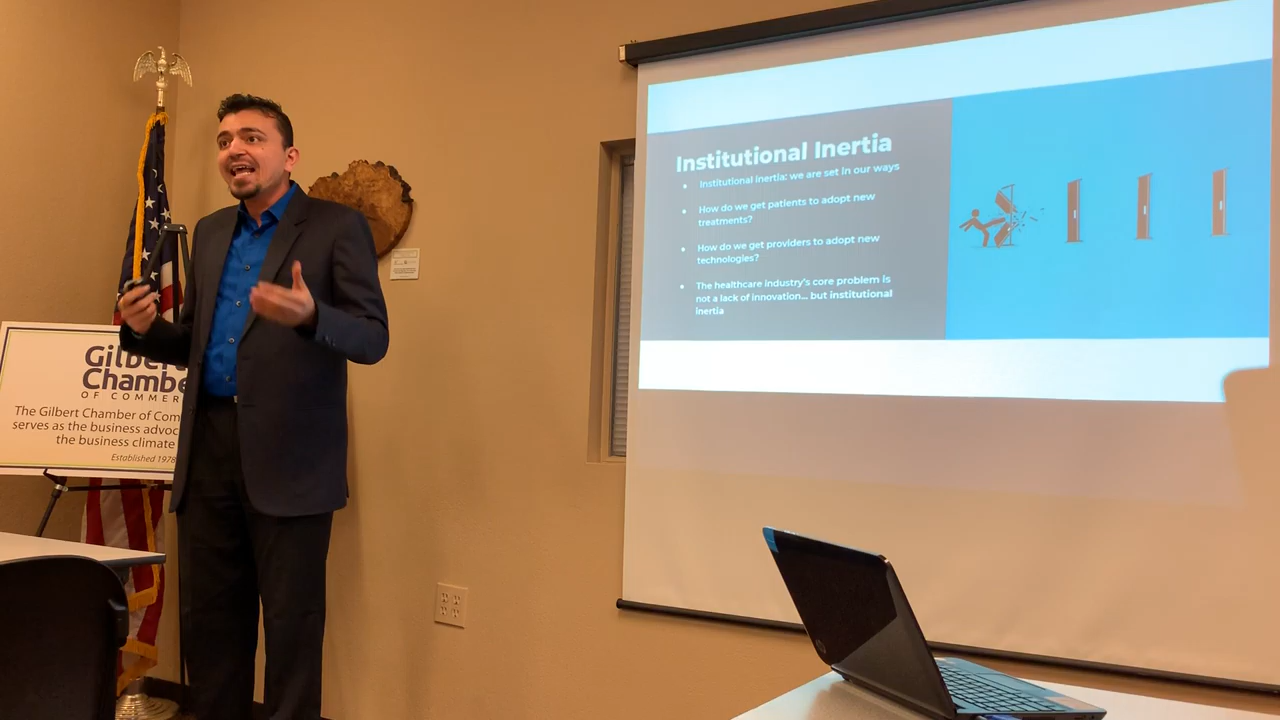 Gilbert
Chambe
OF COMMER
The Gilbert Chamber of Com
serves as the business advoc
the business climate
Established 1978
Institutional Inertia
Institutional Inertia: we are set in our ways
How do we get patients to adopt new
treatments?
How do we get providers to adopt new
technologies?
The healthcare industry's core problem is
not a lack of innovation... but institutional
inertia